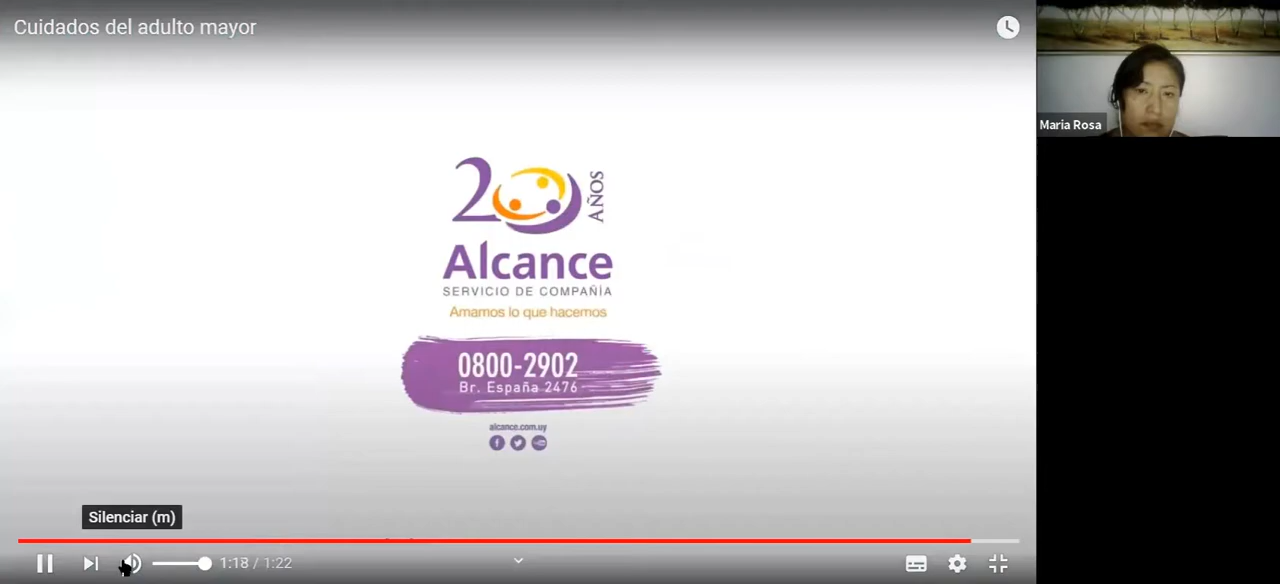 Cuidados del adulto mayor
Maria Rosa
20 AÑOS
Alcance
SERVICIO DE COMPAÑÍA
Amamos lo que hacemos
0800-2902
Br. España 2476
alcance.com.uy
Silenciar (m)
1:18 / 1:22